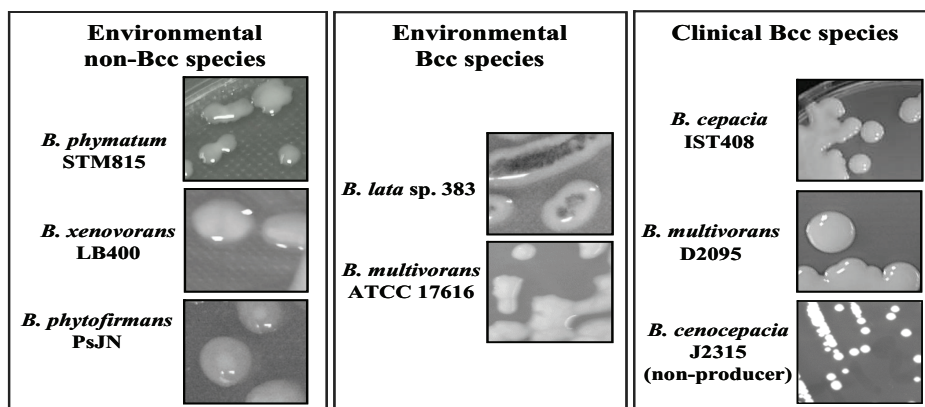 Environmental
non-Bcc species
B. phymatum
STM815
B. xenovorans
LB400
B. phytofirmans
PsJN
Environmental
Bcc species
B. lata sp. 383
B. multivorans
ATCC 17616
Clinical Bcc species
B. cepacia
IST408
B. multivorans
D2095
B. cenocepacia
J2315
(non-producer)